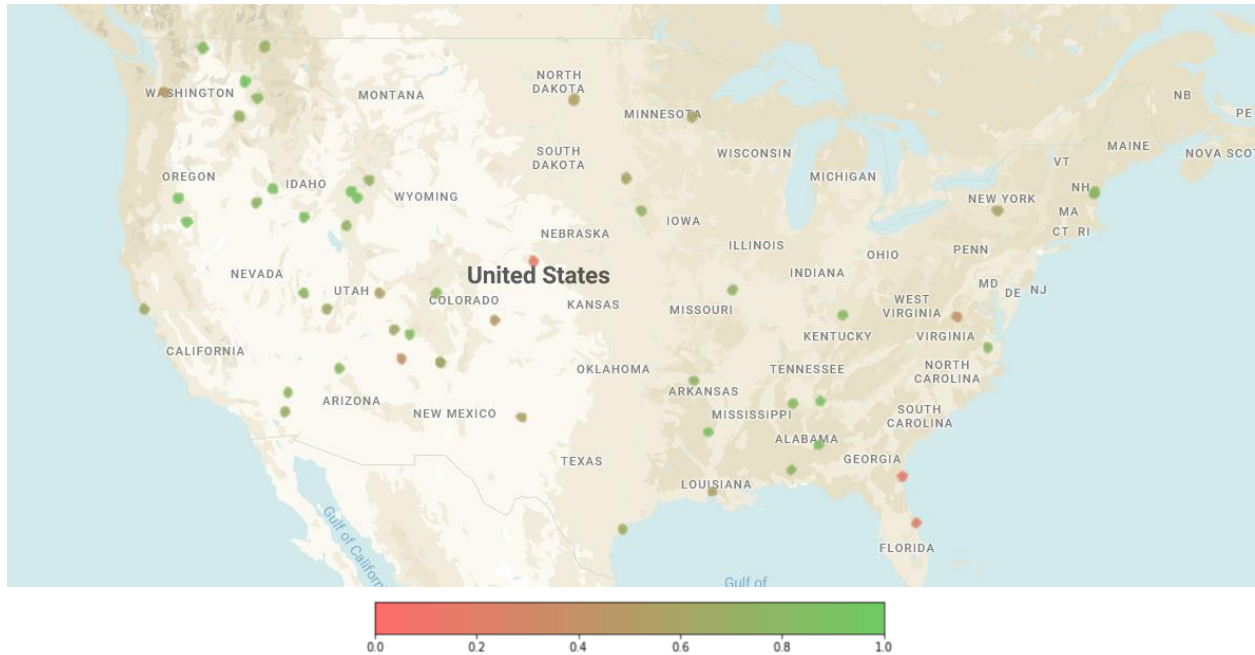 NORTH
DAKOTA
NB
WASHINGTON
MONTANA
PE
MINNESOTA
MAINE
SOUTH
DAKOTA
WISCONSIN
NOVA SCOT
VT
OREGON
IDAHO
MICHIGAN
WYOMING
NH
NEW YORK
MA
IOWA
CT RI
NEBRASKA
ILLINOIS
PENN
OHIO
NEVADA
United States
INDIANA
UTAH
COLORADO
MD
DE
NJ
KANSAS
MISSOURI
WEST
VIRGINIA
KENTUCKY
VIRGINIA
CALIFORNIA
OKLAHOMA
TENNESSEE
NORTH
CAROLINA
ARKANSAS
ARIZONA
NEW MEXICO
MISSISSIPPI
SOUTH
CAROLINA
ALABAMA
TEXAS
GEORGIA
LOUISIANA
Gulf of Californ
FLORIDA
Gulf of
0.0 0.2 0.4 0.6 0.8 1.0